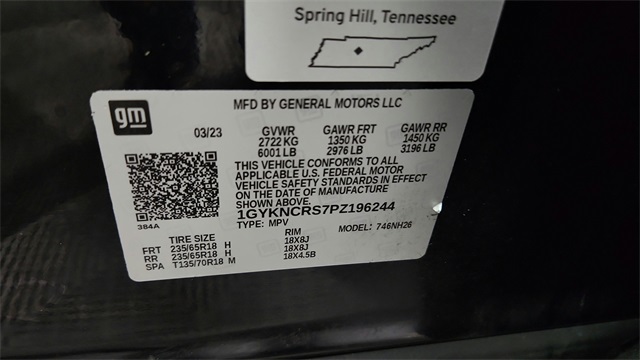 Spring Hill, Tennessee
gm
MFD BY GENERAL MOTORS LLC
03/23 GVWR GAWR FRT GAWR RR
2722 KG 1350 KG 1450 KG
6001 LB 2976 LB 3196 LB
THIS VEHICLE CONFORMS TO ALL
APPLICABLE U.S. FEDERAL MOTOR
VEHICLE SAFETY STANDARDS IN EFFECT
ON THE DATE OF MANUFACTURE
SHOWN ABOVE.
1GYKNCRS7PZ196244
384A TYPE: MPV MODEL: 746NH26
TIRE SIZE RIM
FRT 235/65R18 H 18X8J
RR 235/65R18 H 18X8J
SPA T135/70R18 M 18X4.5B